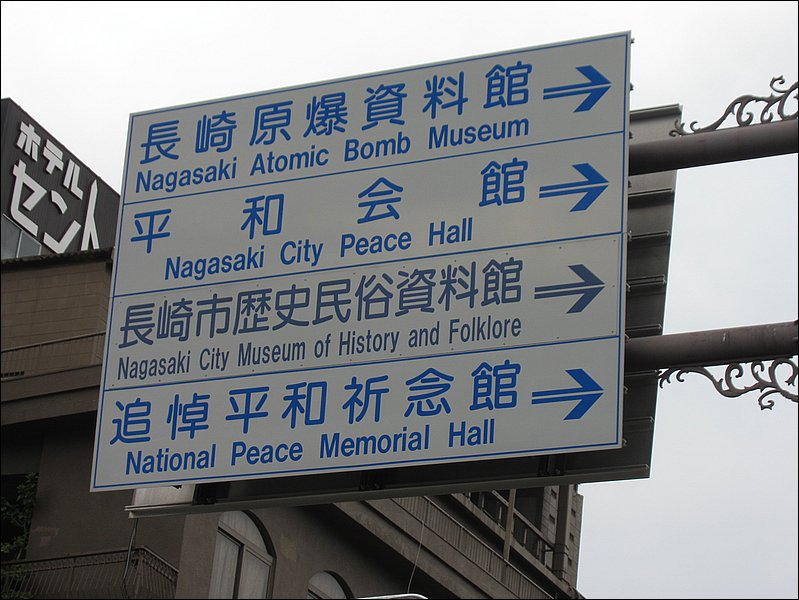 ホテル
セン
長崎原爆資料館
Nagasaki Atomic Bomb Museum
平和会館
Nagasaki City Peace Hall
長崎市歴史民俗資料館
Nagasaki City Museum of History and Folklore
追悼平和祈念館
National Peace Memorial Hall